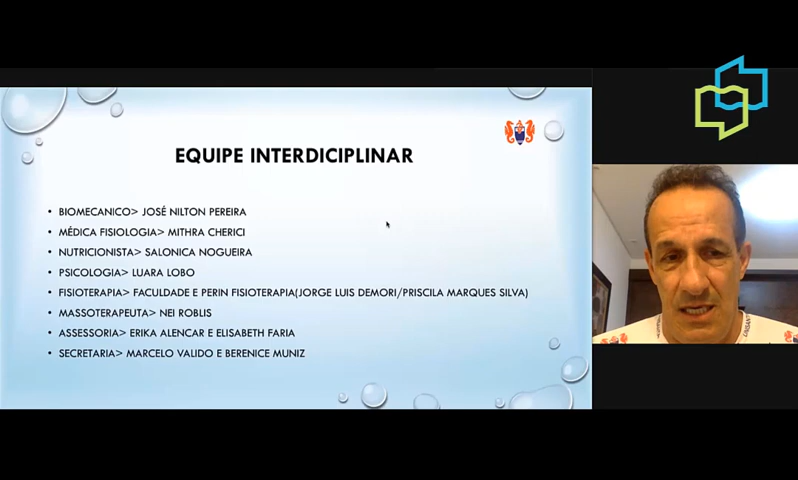 EQUIPE INTERDICIPLINAR
• BIOMECANICO> JOSÉ NILTON PEREIRA
• MÉDICA FISIOLOGIA> MITHRA CHERICI
• NUTRICIONISTA> SALONICA NOGUEIRA
• PSICOLOGIA> LUARA LOBO
• FISIOTERAPIA> FACULDADE E PERIN FISIOTERAPIA(JORGE LUIS DEMORI/PRISCILA MARQUES SILVA)
• MASSOTERAPEUTA> NEI ROBLIS
• ASSESSORIA> ERIKA ALENCAR E ELISABETH FARIA
• SECRETARIA> MARCELO VALIDO E BERENICE MUNIZ